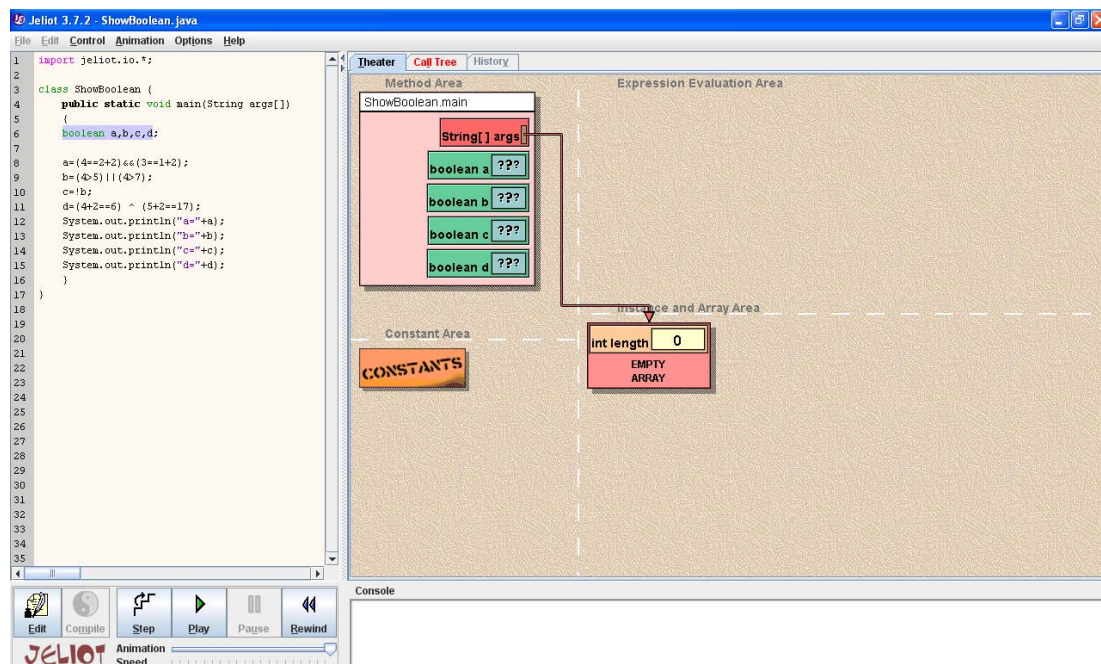 Jeliot 3.7.2 - ShowBoolean.java
File Edit Control Animation Options Help
1 import jeliot.io.*;
2
3 class ShowBoolean {
4 public static void main(String args[])
5 {
6 boolean a,b,c,d;
7
8 a=(4==2+2)&&(3==1+2);
9 b=(4>5)||(4>7);
10 c=!b;
11 d=(4+2==6) ^ (5+2==17);
12 System.out.println("a="+a);
13 System.out.println("b="+b);
14 System.out.println("c="+c);
15 System.out.println("d="+d);
16 }
17 }
18
19
20
21
22
23
24
25
26
27
28
29
30
31
32
33
34
35
Edit Compile Step Play Pause Rewind
JELIOT Animation
Speed
Theater Call Tree History
Method Area
ShowBoolean.main
String[ ] args
boolean a ???
boolean b ???
boolean c ???
boolean d ???
Expression Evaluation Area
Constant Area
CONSTANTS
Instance and Array Area
int length 0
EMPTY
ARRAY
Console